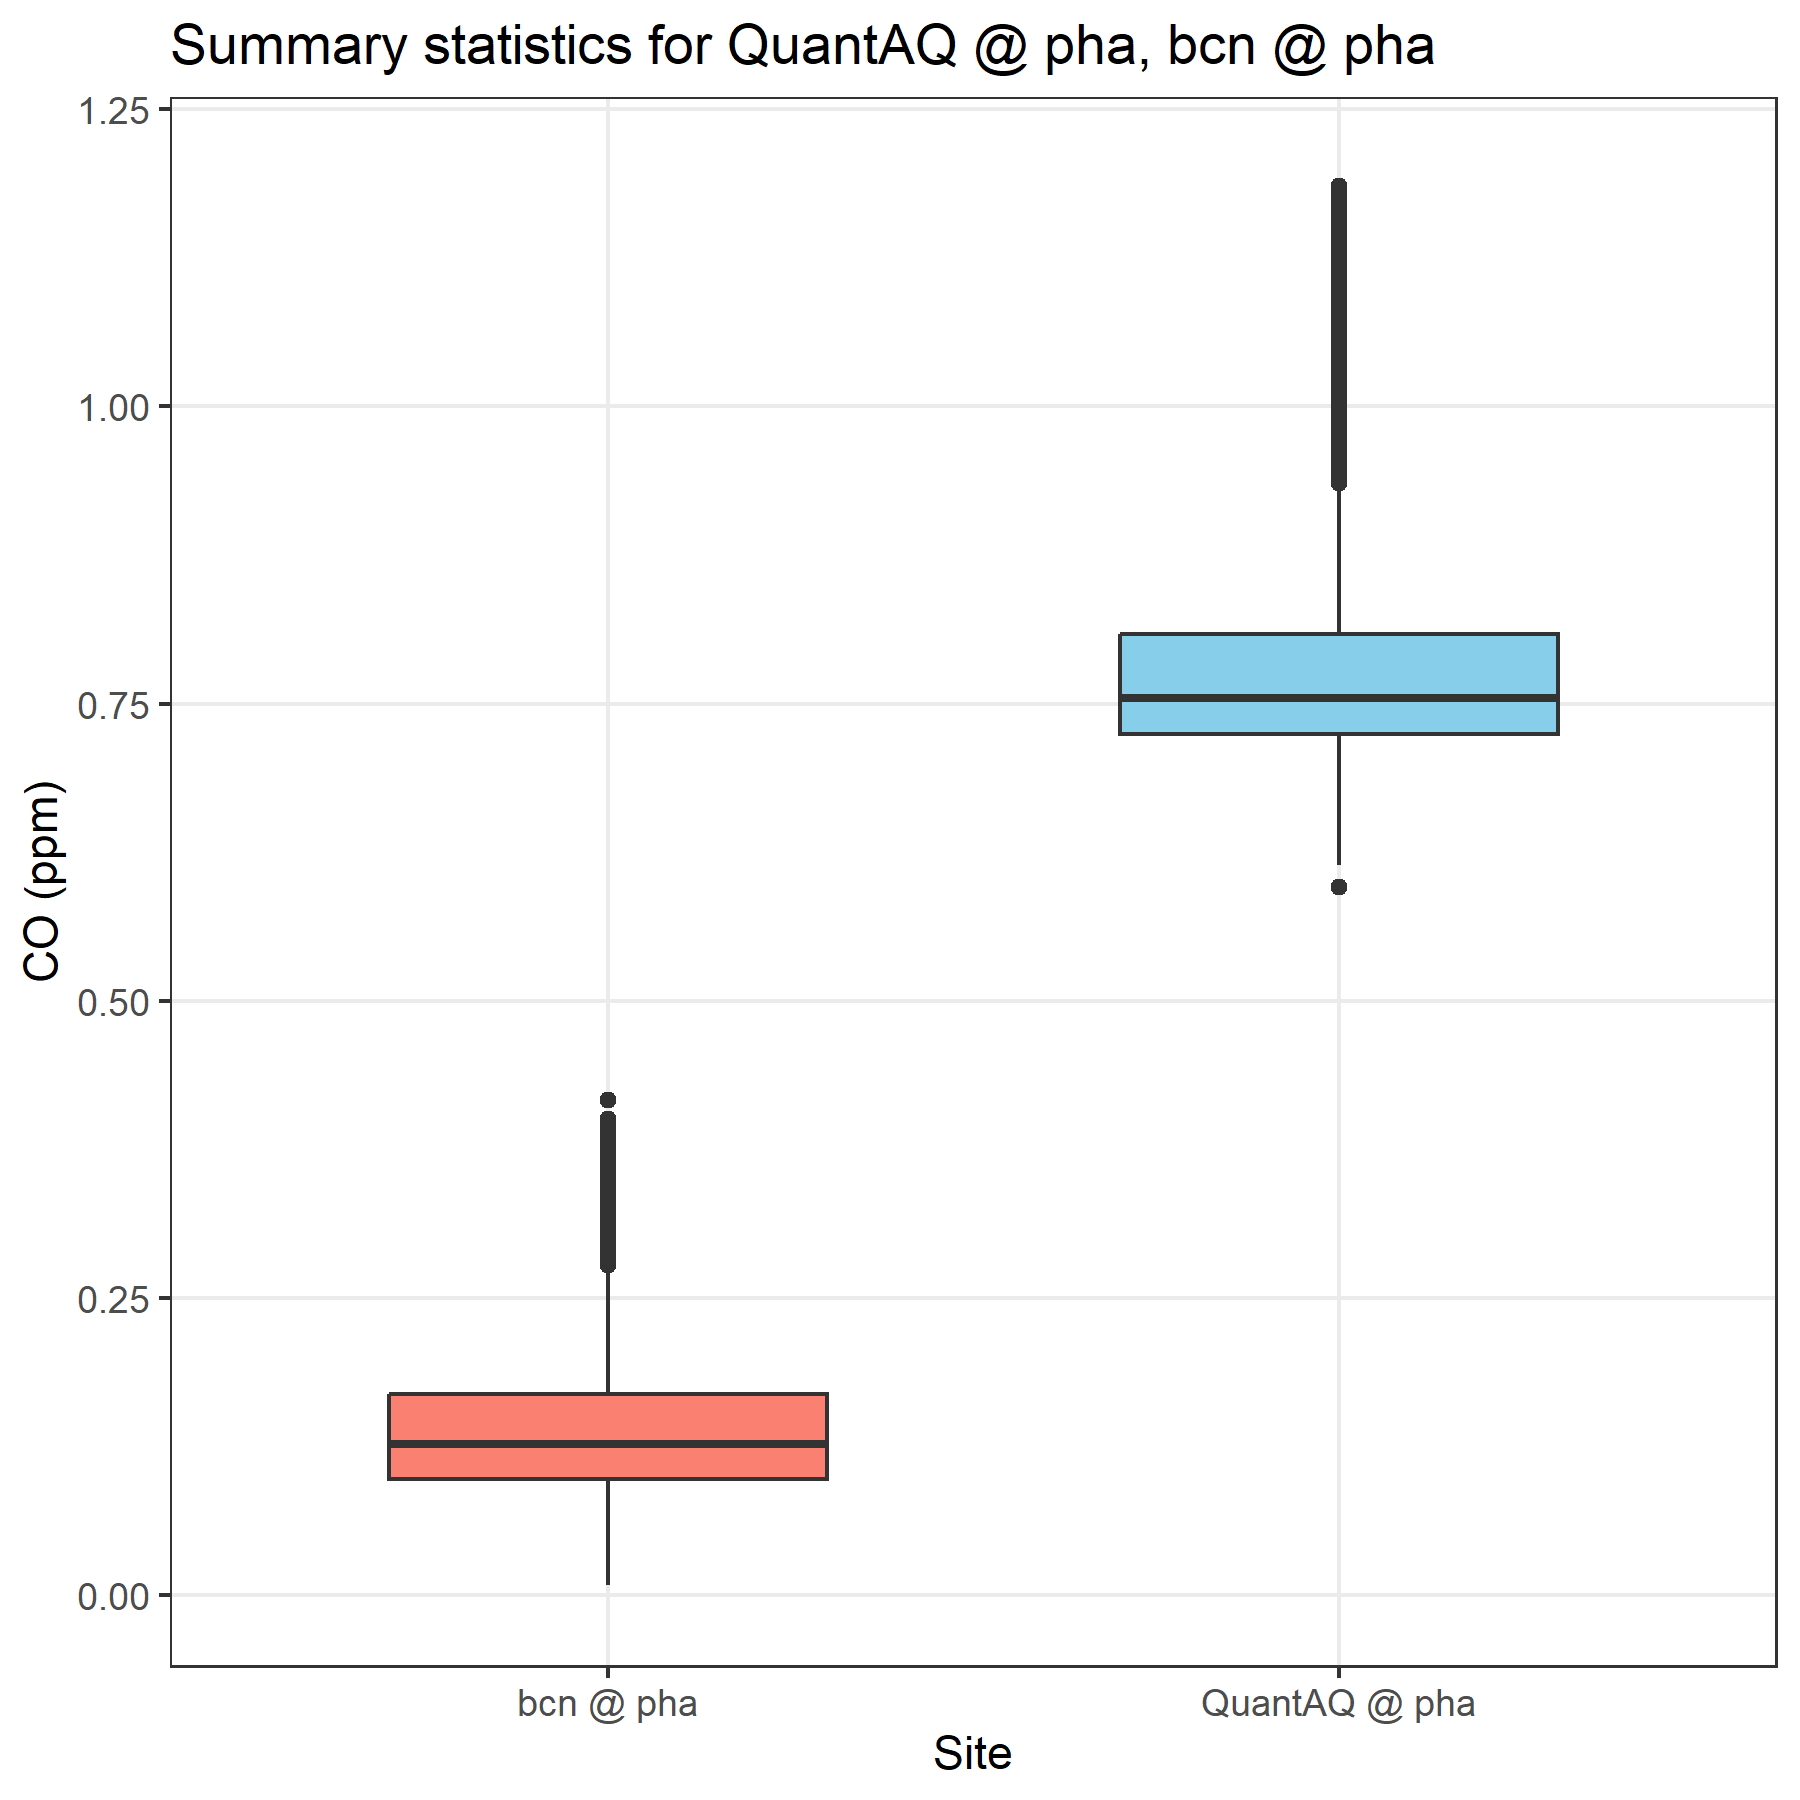 Summary statistics for QuantAQ @ pha, bcn @ pha
1.25
1.00
0.75
0.50
0.25
0.00
CO (ppm)
bcn @ pha
QuantAQ @ pha
Site